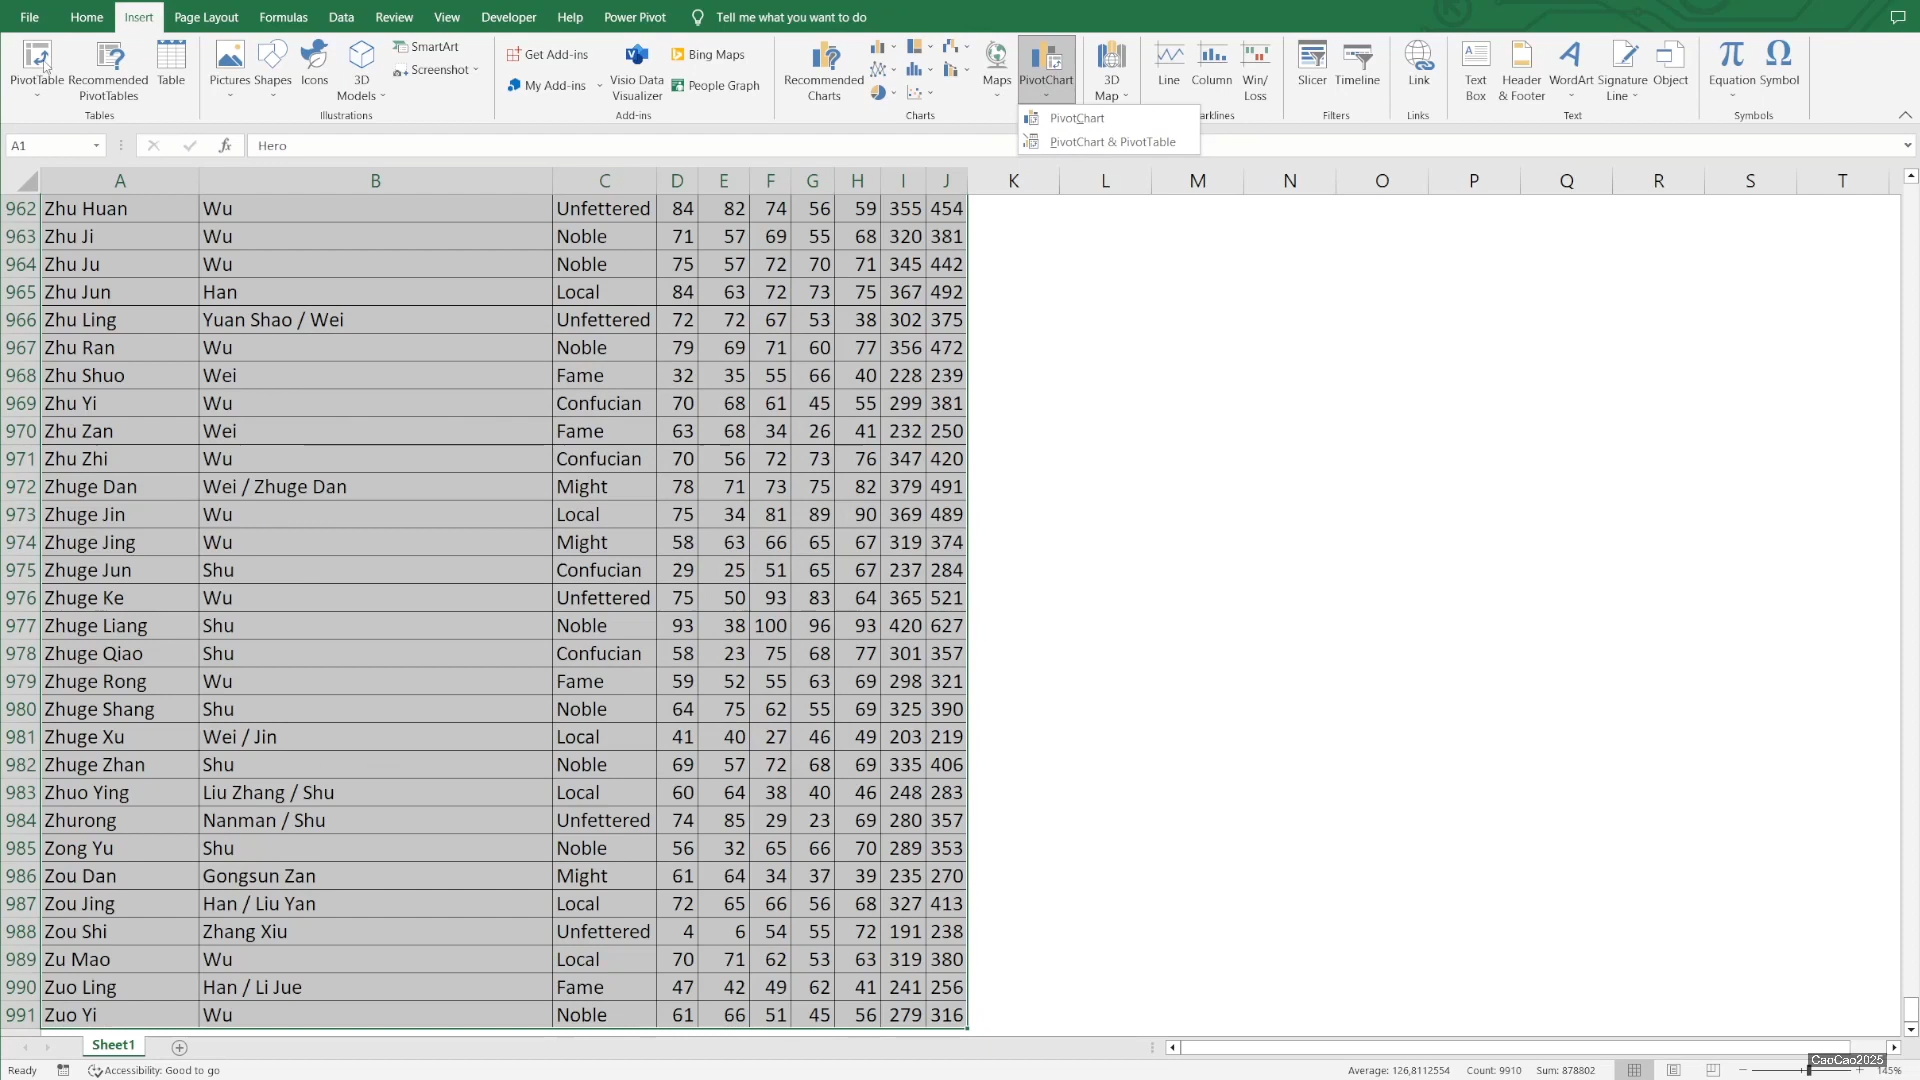 File Home Insert Page Layout Formulas Data Review View Developer Help Power Pivot Tell me what you want to do
PivotTable Recommended PivotTables Table
Tables
Pictures Shapes Icons 3D Models SmartArt Screenshot
Illustrations
Get Add-ins My Add-ins Visio Data Visualizer Bing Maps People Graph
Add-ins
Recommended Charts Maps PivotChart
Charts
3D Map
Line Column Win/Loss
arklines
Slicer Timeline
Filters
Link
Links
Text Box Header & Footer WordArt Signature Line Object
Text
Equation Symbol
Symbols
PivotChart
PivotChart & PivotTable
A1 fx Hero
A B C D E F G H I J K L M N O P Q R S T
962 Zhu Huan Wu Unfettered 84 82 74 56 59 355 454
963 Zhu Ji Wu Noble 71 57 69 55 68 320 381
964 Zhu Ju Wu Noble 75 57 72 70 71 345 442
965 Zhu Jun Han Local 84 63 72 73 75 367 492
966 Zhu Ling Yuan Shao / Wei Unfettered 72 72 67 53 38 302 375
967 Zhu Ran Wu Noble 79 69 71 60 77 356 472
968 Zhu Shuo Wei Fame 32 35 55 66 40 228 239
969 Zhu Yi Wu Confucian 70 68 61 45 55 299 381
970 Zhu Zan Wei Fame 63 68 34 26 41 232 250
971 Zhu Zhi Wu Confucian 70 56 72 73 76 347 420
972 Zhuge Dan Wei / Zhuge Dan Might 78 71 73 75 82 379 491
973 Zhuge Jin Wu Local 75 34 81 89 90 369 489
974 Zhuge Jing Wu Might 58 63 66 65 67 319 374
975 Zhuge Jun Shu Confucian 29 25 51 65 67 237 284
976 Zhuge Ke Wu Unfettered 75 50 93 83 64 365 521
977 Zhuge Liang Shu Noble 93 38 100 96 93 420 627
978 Zhuge Qiao Shu Confucian 58 23 75 68 77 301 357
979 Zhuge Rong Wu Fame 59 52 55 63 69 298 321
980 Zhuge Shang Shu Noble 64 75 62 55 69 325 390
981 Zhuge Xu Wei / Jin Local 41 40 27 46 49 203 219
982 Zhuge Zhan Shu Noble 69 57 72 68 69 335 406
983 Zhuo Ying Liu Zhang / Shu Local 60 64 38 40 46 248 283
984 Zhurong Nanman / Shu Unfettered 74 85 29 23 69 280 357
985 Zong Yu Shu Noble 56 32 65 66 70 289 353
986 Zou Dan Gongsun Zan Might 61 64 34 37 39 235 270
987 Zou Jing Han / Liu Yan Local 72 65 66 56 68 327 413
988 Zou Shi Zhang Xiu Unfettered 4 6 54 55 72 191 238
989 Zu Mao Wu Local 70 71 62 53 63 319 380
990 Zuo Ling Han / Li Jue Fame 47 42 49 62 41 241 256
991 Zuo Yi Wu Noble 61 66 51 45 56 279 316
Sheet1
CaoCao2025
Ready Accessibility: Good to go Average: 126,8112554 Count: 9910 Sum: 878802 145%